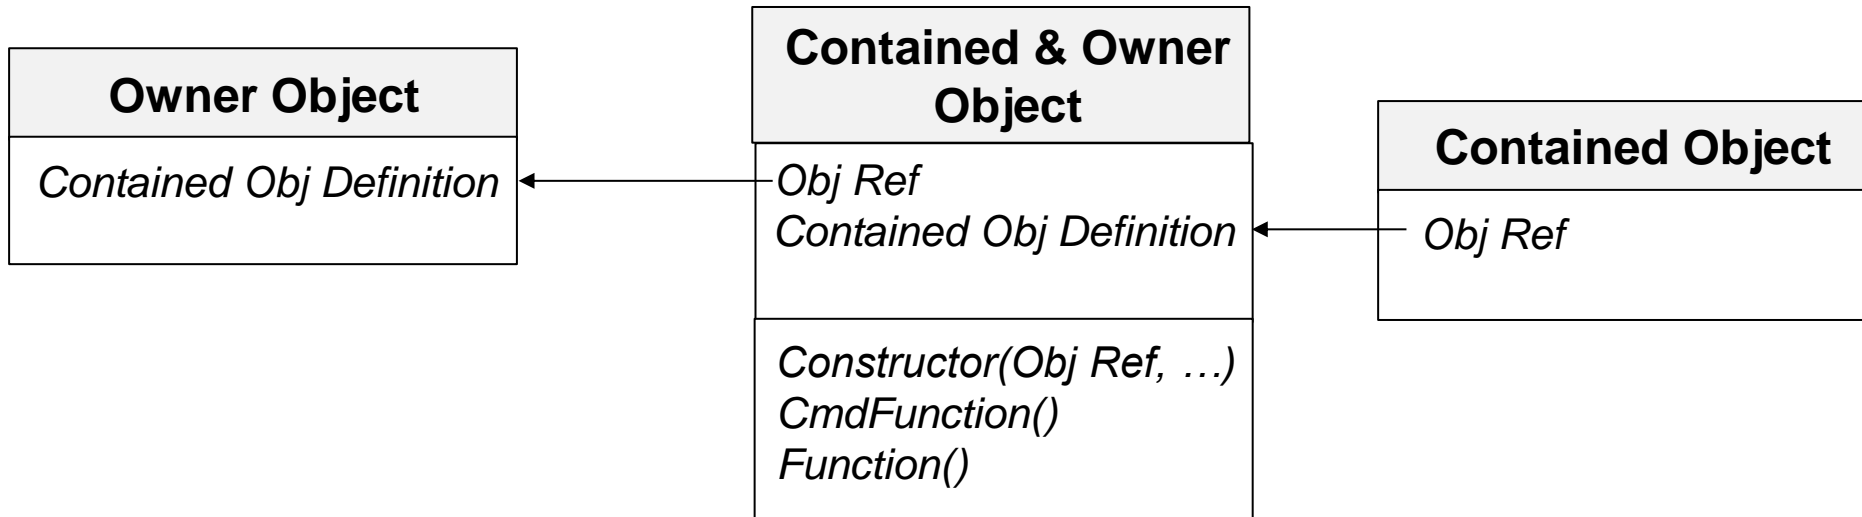 Owner Object
Contained Obj Definition
Contained & Owner
Object
Obj Ref
Contained Obj Definition
Constructor(Obj Ref, …)
CmdFunction()
Function()
Contained Object
Obj Ref